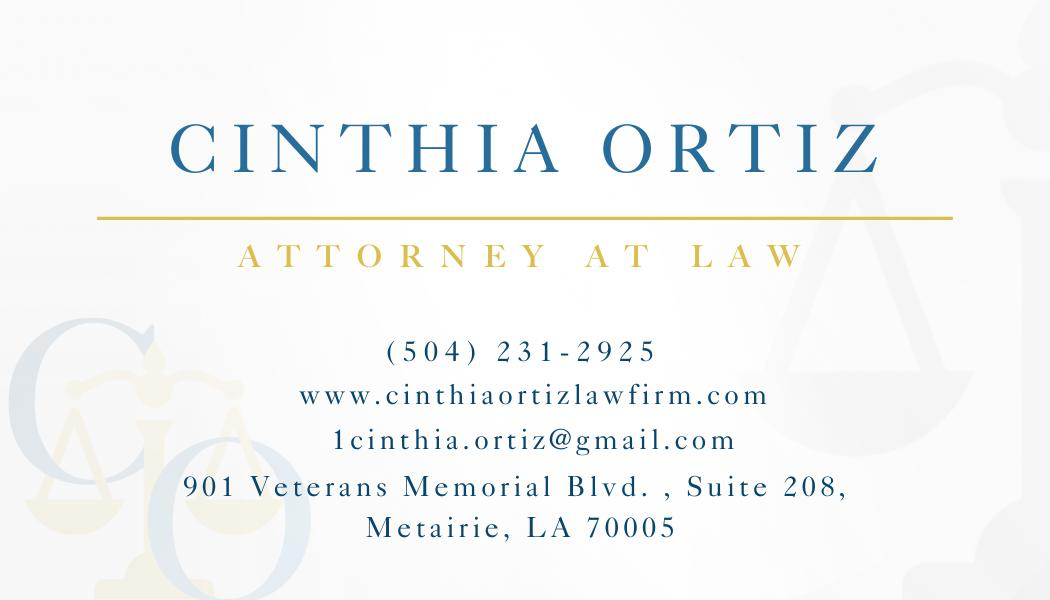 CINTHIA ORTIZ
ATTORNEY AT LAW
(504) 231-2925
www.cinthiaortizlawfirm.com
1cinthia.ortiz@gmail.com
901 Veterans Memorial Blvd. , Suite 208,
Metairie, LA 70005
CO